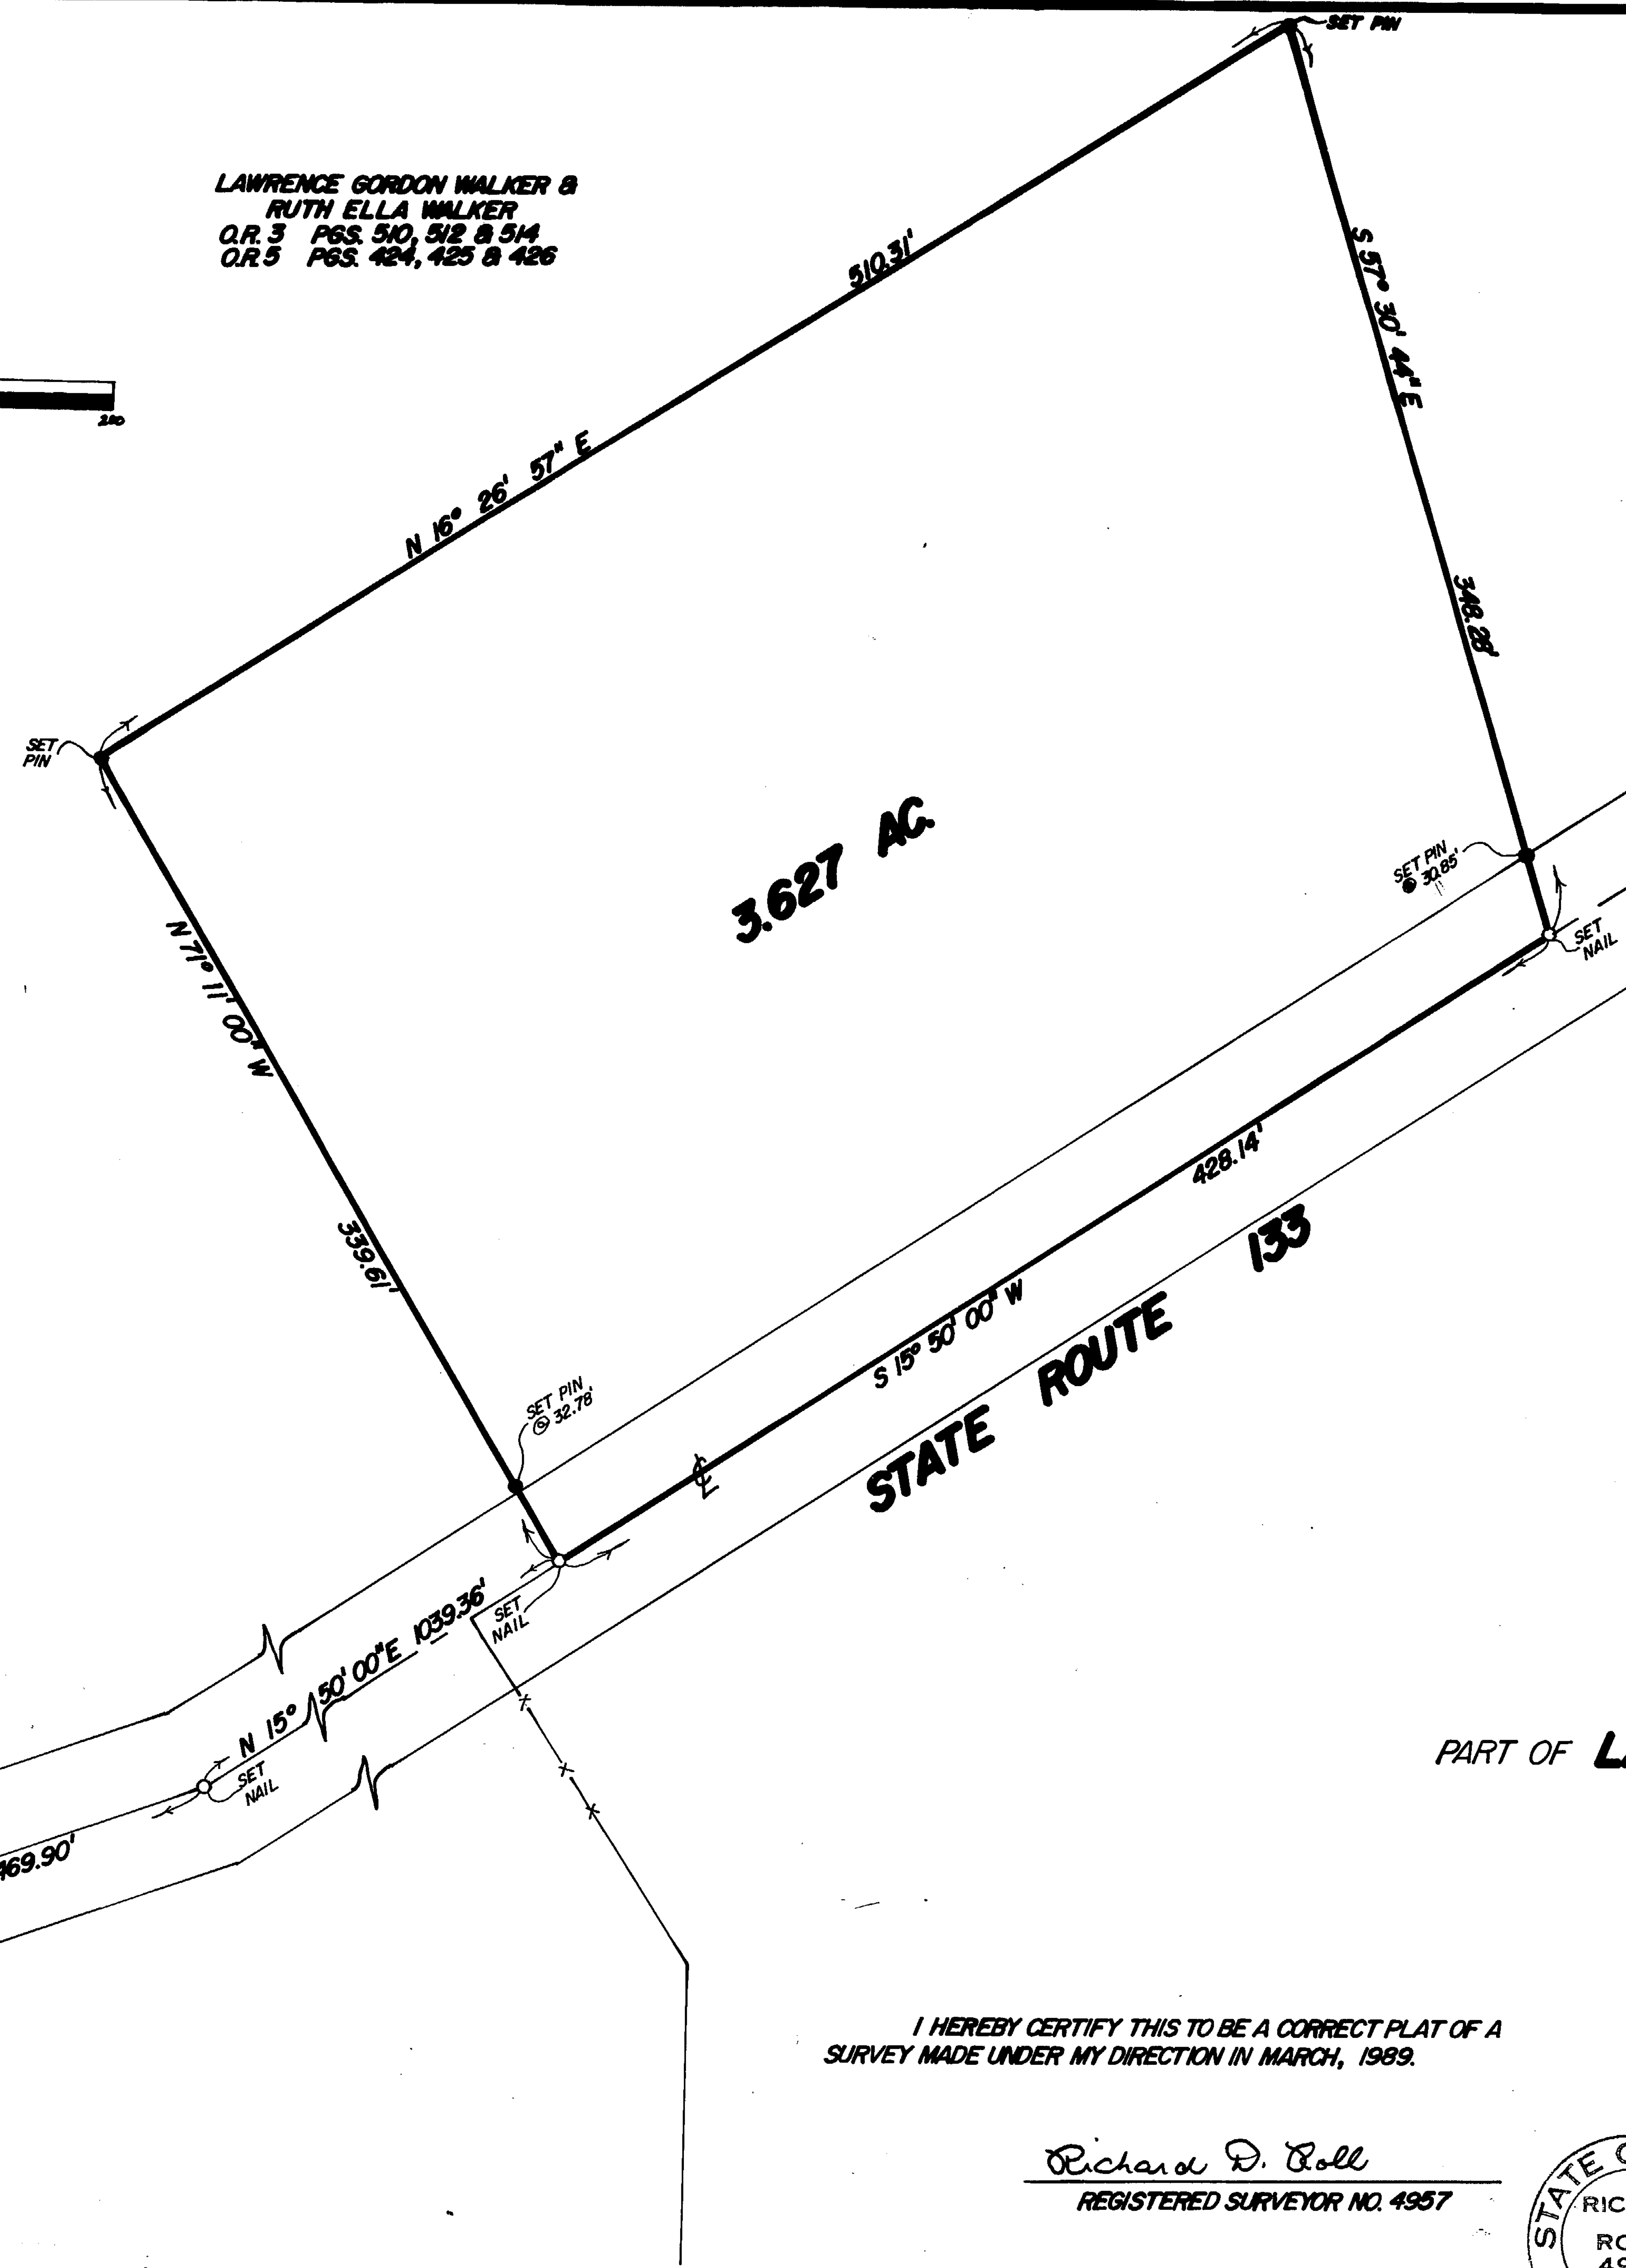 SET PIN
LAWRENCE GORDON WALKER &
RUTH ELLA WALKER
O.R. 3 PGS. 510, 512 & 514
O.R. 5 PGS. 424, 425 & 426
510.31'
S 57° 30' 44" E
200
N 16° 26' 57" E
348.28'
SET
PIN
3.627 AC.
SET PIN
@ 30.85'
SET
NAIL
N 71° 11' 00" W
428.14'
339.61'
133
S 15° 50' 00" W
STATE ROUTE
SET PIN
@ 32.78'
℄
N 15° 50' 00" E 1039.36'
SET
NAIL
SET
NAIL
PART OF
469.90'
I HEREBY CERTIFY THIS TO BE A CORRECT PLAT OF A
SURVEY MADE UNDER MY DIRECTION IN MARCH, 1989.
Richard D. Roll
REGISTERED SURVEYOR NO. 4957
STATE
RIC
RO